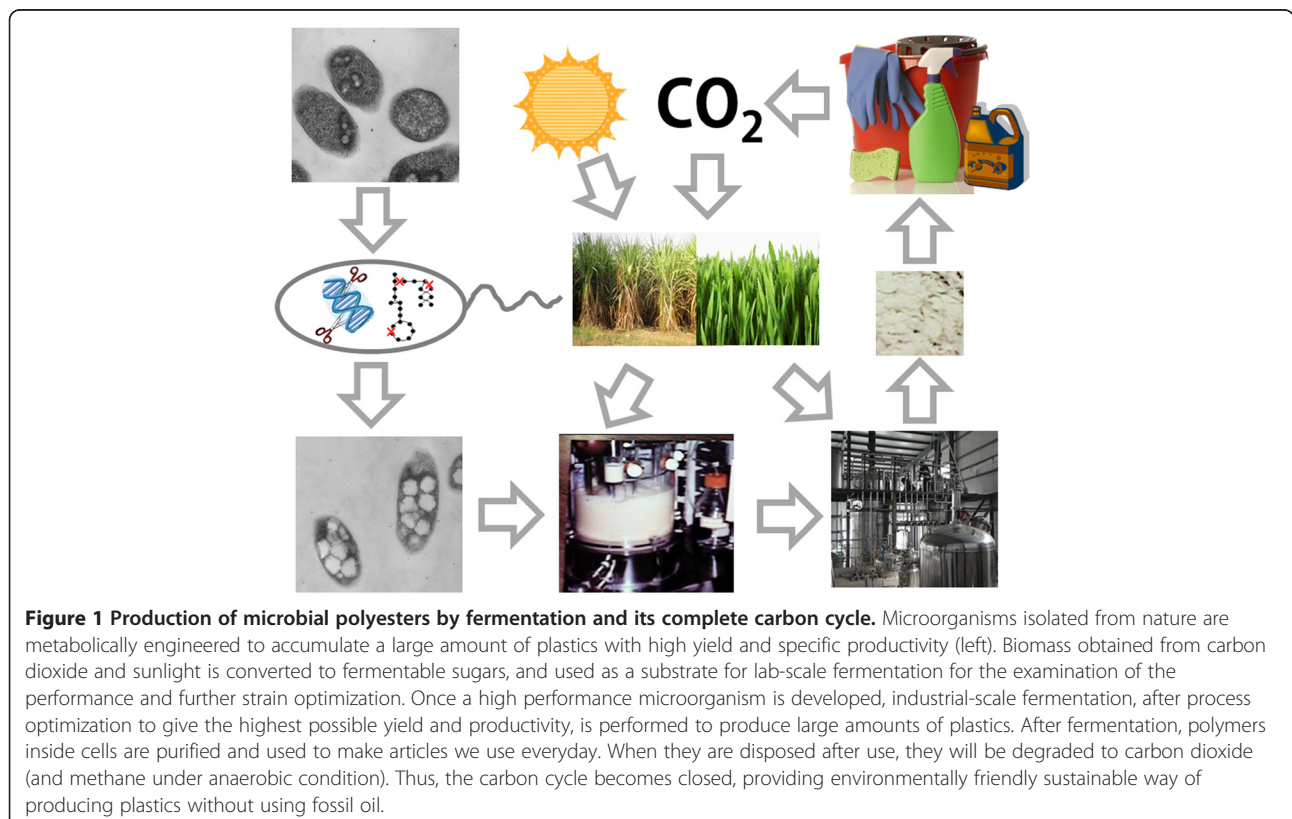 CO₂
Figure 1 Production of microbial polyesters by fermentation and its complete carbon cycle. Microorganisms isolated from nature are
metabolically engineered to accumulate a large amount of plastics with high yield and specific productivity (left). Biomass obtained from carbon
dioxide and sunlight is converted to fermentable sugars, and used as a substrate for lab-scale fermentation for the examination of the
performance and further strain optimization. Once a high performance microorganism is developed, industrial-scale fermentation, after process
optimization to give the highest possible yield and productivity, is performed to produce large amounts of plastics. After fermentation, polymers
inside cells are purified and used to make articles we use everyday. When they are disposed after use, they will be degraded to carbon dioxide
(and methane under anaerobic condition). Thus, the carbon cycle becomes closed, providing environmentally friendly sustainable way of
producing plastics without using fossil oil.